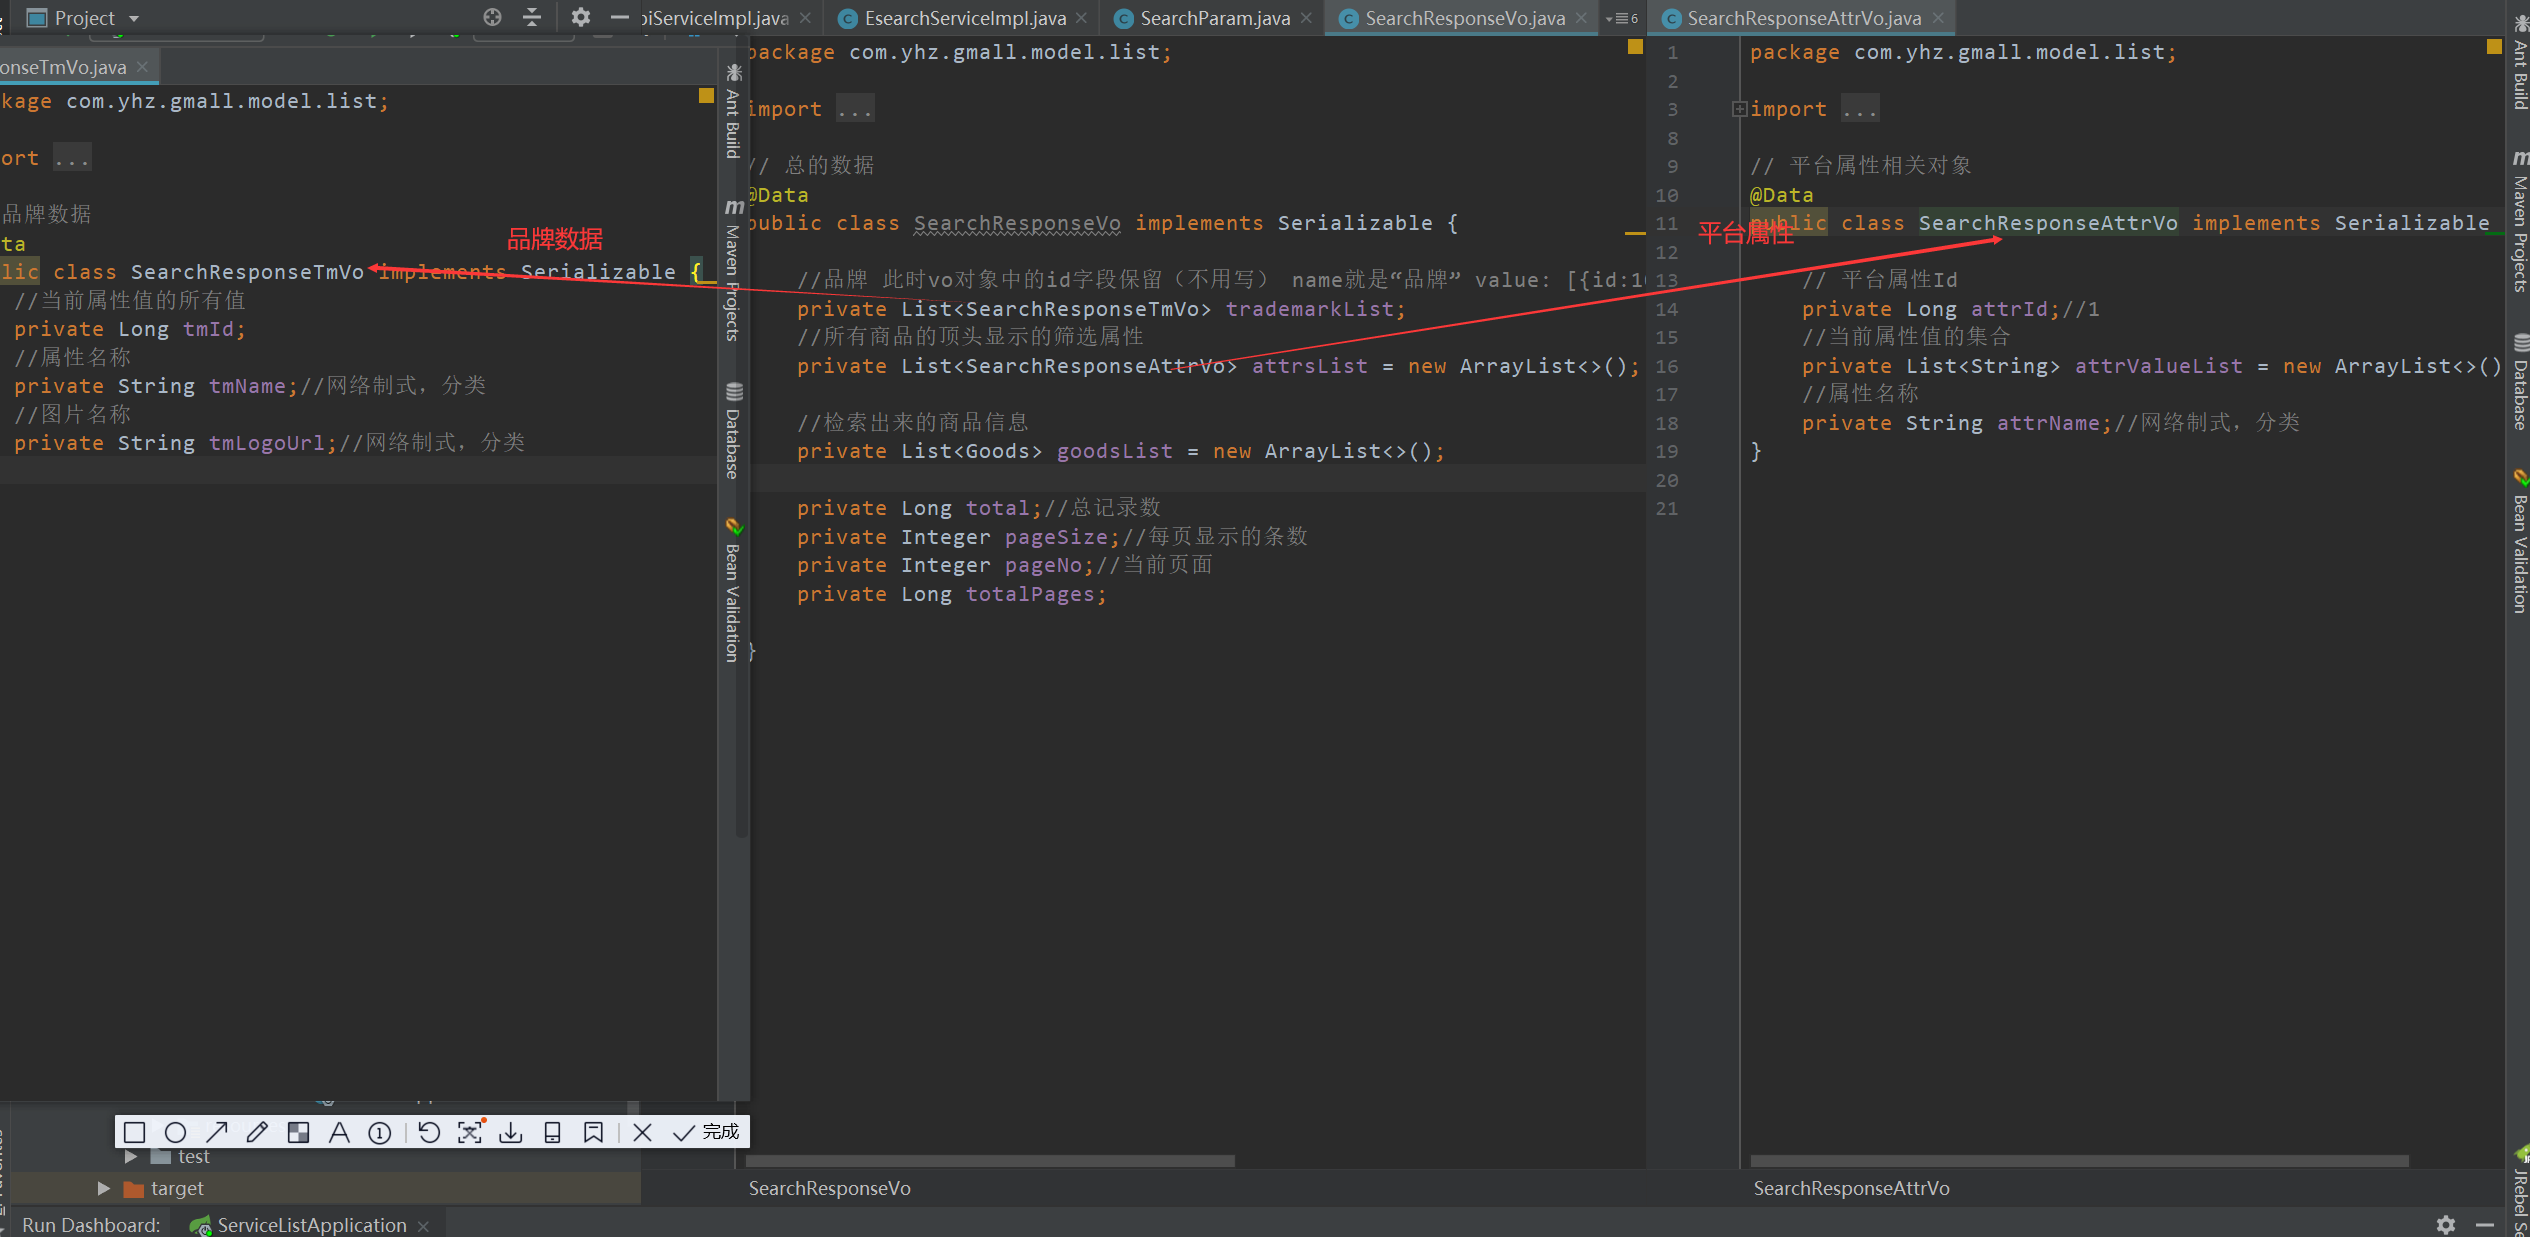 Project
piServiceImpl.java
EsearchServiceImpl.java
SearchParam.java
SearchResponseVo.java
6
SearchResponseAttrVo.java
onseTmVo.java
kage com.yhz.gmall.model.list;
ort ...
品牌数据
ta
lic class SearchResponseTmVo implements Serializable {
//当前属性值的所有值
private Long tmId;
//属性名称
private String tmName;//网络制式，分类
//图片名称
private String tmLogoUrl;//网络制式，分类
品牌数据
Ant Build
Maven Projects
Database
Bean Validation
package com.yhz.gmall.model.list;
import ...
// 总的数据
@Data
public class SearchResponseVo implements Serializable {
//品牌 此时vo对象中的id字段保留（不用写） name就是“品牌” value: [{id:1
private List<SearchResponseTmVo> trademarkList;
//所有商品的顶头显示的筛选属性
private List<SearchResponseAttrVo> attrsList = new ArrayList<>();
//检索出来的商品信息
private List<Goods> goodsList = new ArrayList<>();
private Long total;//总记录数
private Integer pageSize;//每页显示的条数
private Integer pageNo;//当前页面
private Long totalPages;
}
平台属性
1 package com.yhz.gmall.model.list;
2
3 import ...
8
9 // 平台属性相关对象
10 @Data
11 public class SearchResponseAttrVo implements Serializable
12
13 // 平台属性Id
14 private Long attrId;//1
15 //当前属性值的集合
16 private List<String> attrValueList = new ArrayList<>()
17 //属性名称
18 private String attrName;//网络制式，分类
19 }
20
21
Ant Build
Maven Projects
Database
Bean Validation
JRebel Se
完成
test
target
SearchResponseVo
SearchResponseAttrVo
Run Dashboard:
ServiceListApplication